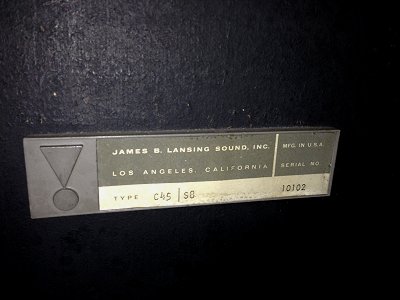 JAMES B. LANSING SOUND, INC. MFG. IN U.S.A.
LOS ANGELES, CALIFORNIA SERIAL NO.
TYPE C45 S8 10102